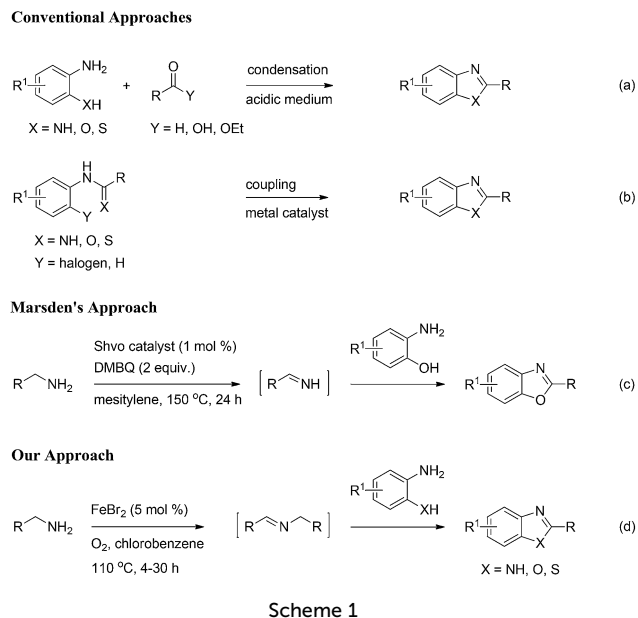 Conventional Approaches
R¹ NH₂ XH + R O Y condensation acidic medium R¹ N X R (a)
X = NH, O, S Y = H, OH, OEt
R¹ H N R Y X coupling metal catalyst R¹ N X R (b)
X = NH, O, S
Y = halogen, H
Marsden's Approach
R NH₂
Shvo catalyst (1 mol %)
DMBQ (2 equiv.)
mesitylene, 150 °C, 24 h
[ R NH ]
R¹ NH₂ OH
R¹ N O R (c)
Our Approach
R NH₂
FeBr₂ (5 mol %)
O₂, chlorobenzene
110 °C, 4-30 h
[ R N R ]
R¹ NH₂ XH
R¹ N X R (d)
X = NH, O, S
Scheme 1